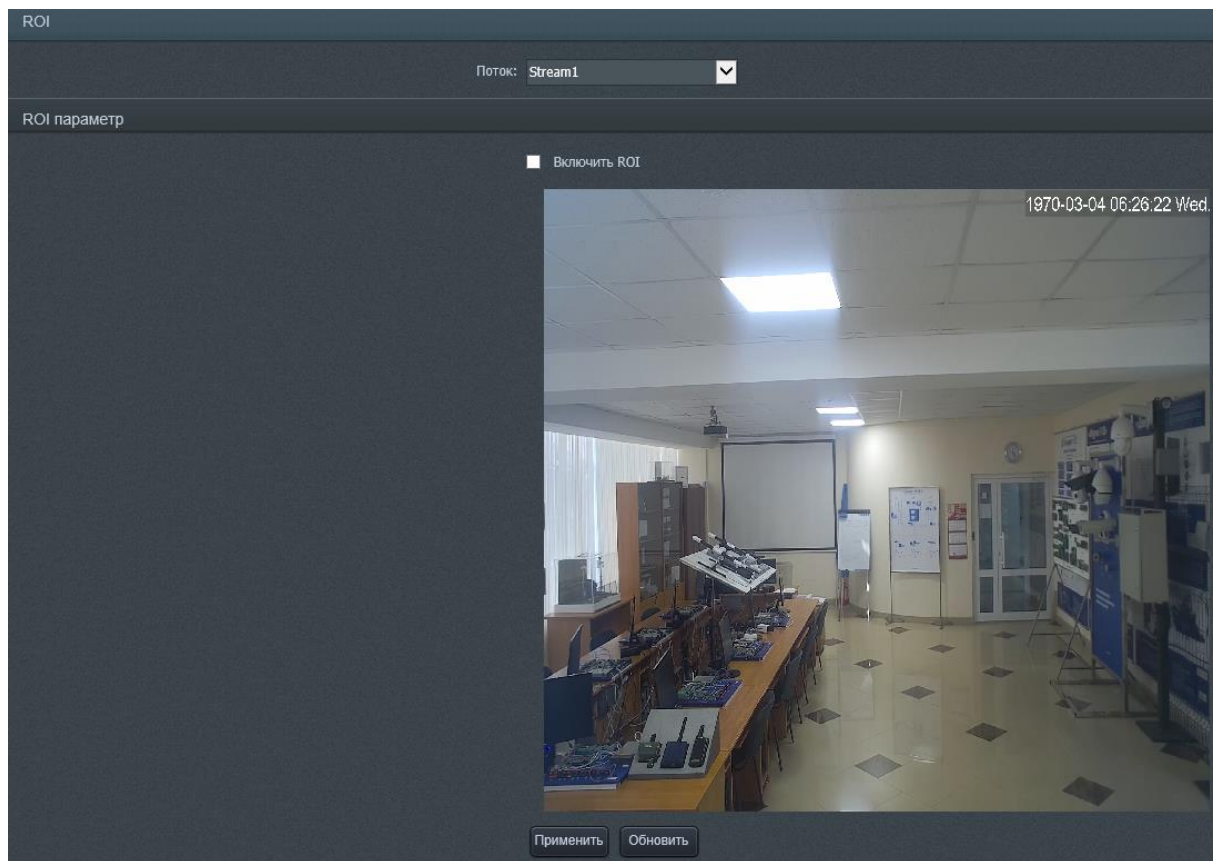 ROI
Поток: Stream1
ROI параметр
Включить ROI
1970-03-04 06:26:22 Wed.
Применить Обновить